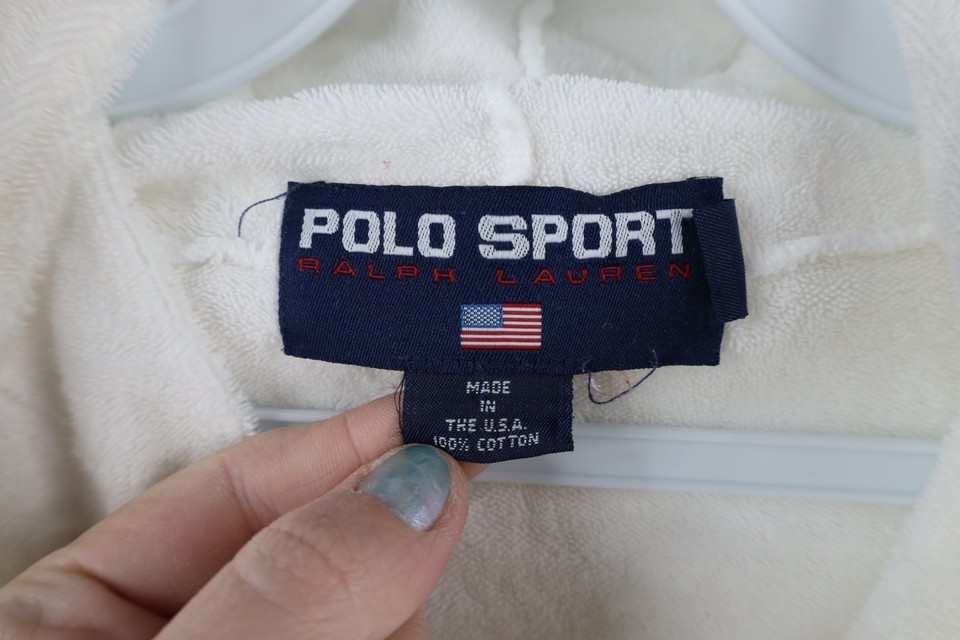 POLO SPORT
RALPH LAUREN
MADE
IN
THE U.S.A.
100% COTTON